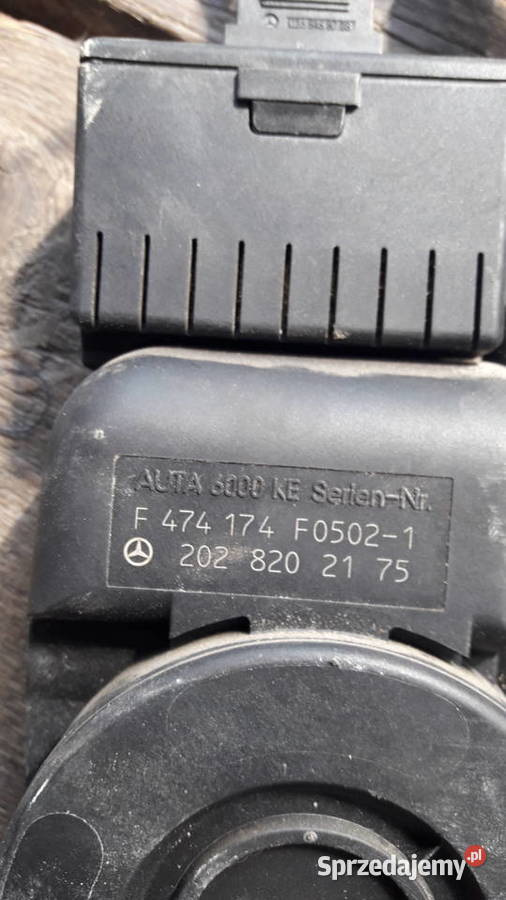 AUTA 6000 KE Serien-Nr.
F 474 174 F0502-1
202 820 21 75
Sprzedajemy.pl